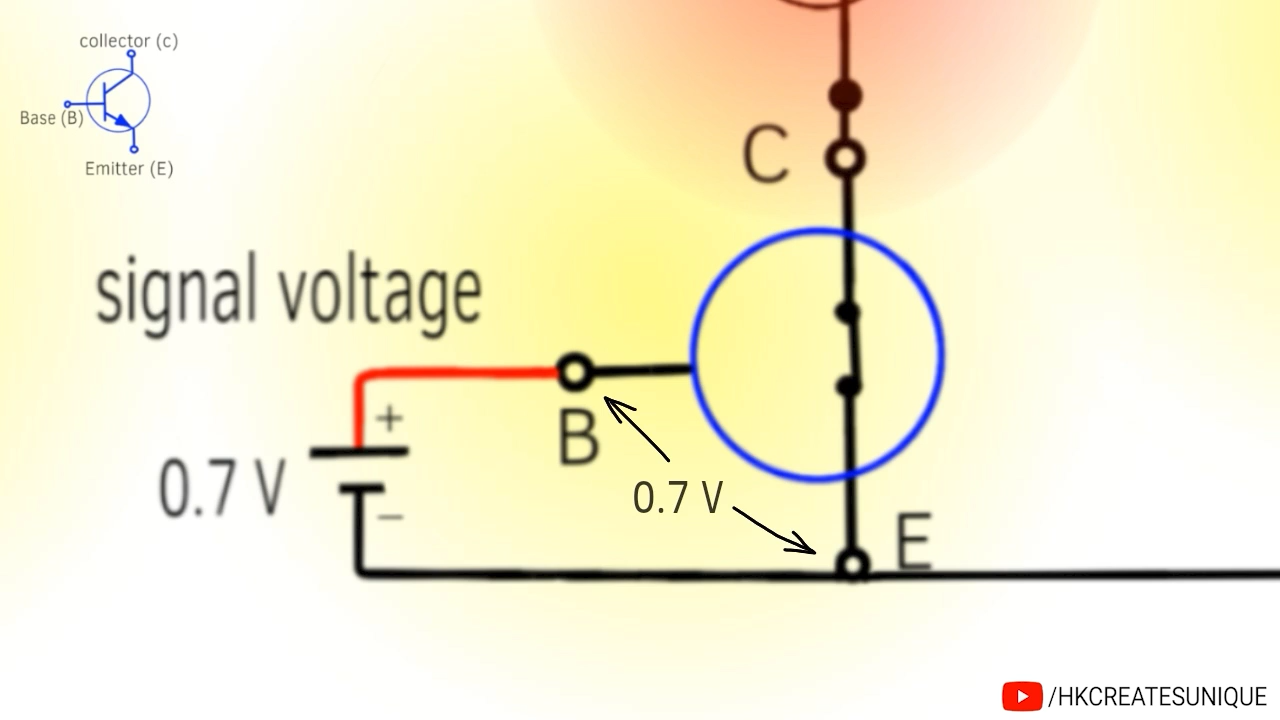 collector (c)
Base (B)
Emitter (E)
C
signal voltage
+
B
0.7 V
0.7 V
−
E
/HKCREATESUNIQUE